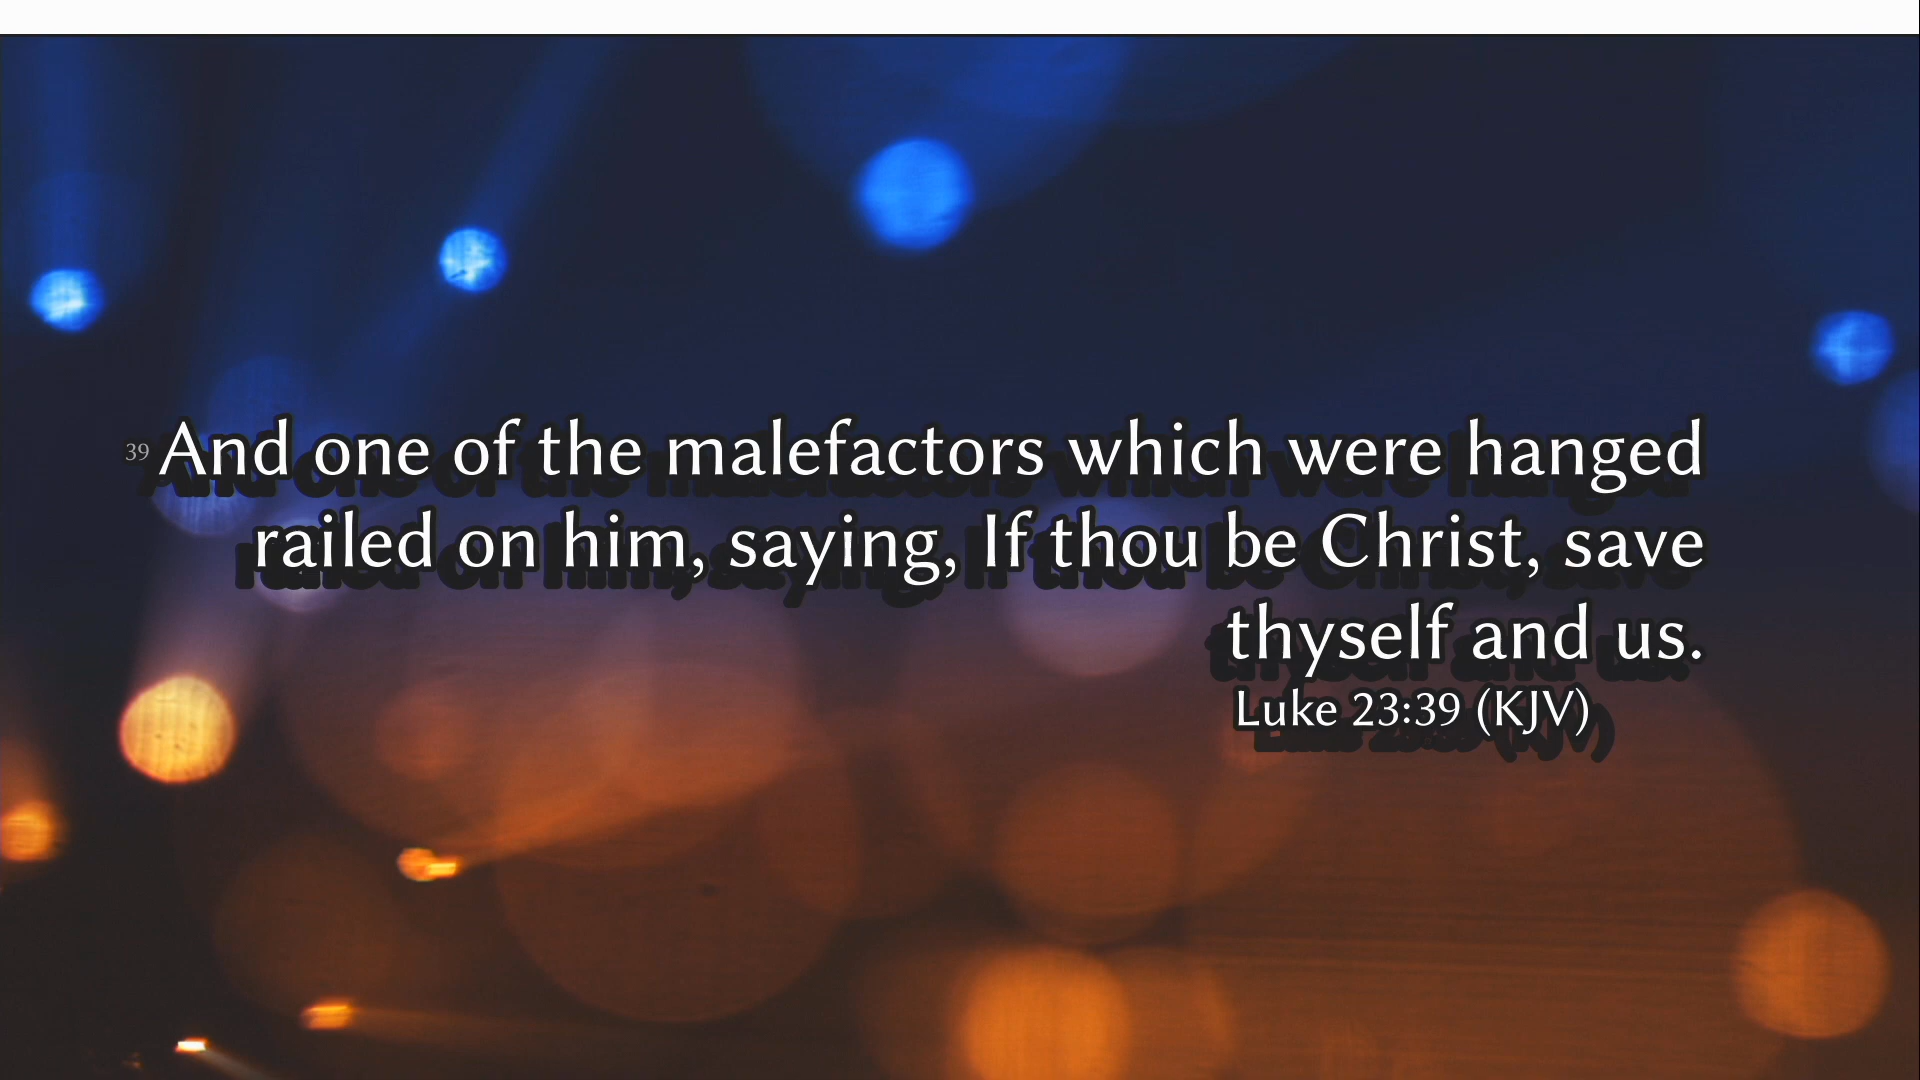 39 And one of the malefactors which were hanged
railed on him, saying, If thou be Christ, save
thyself and us.
Luke 23:39 (KJV)